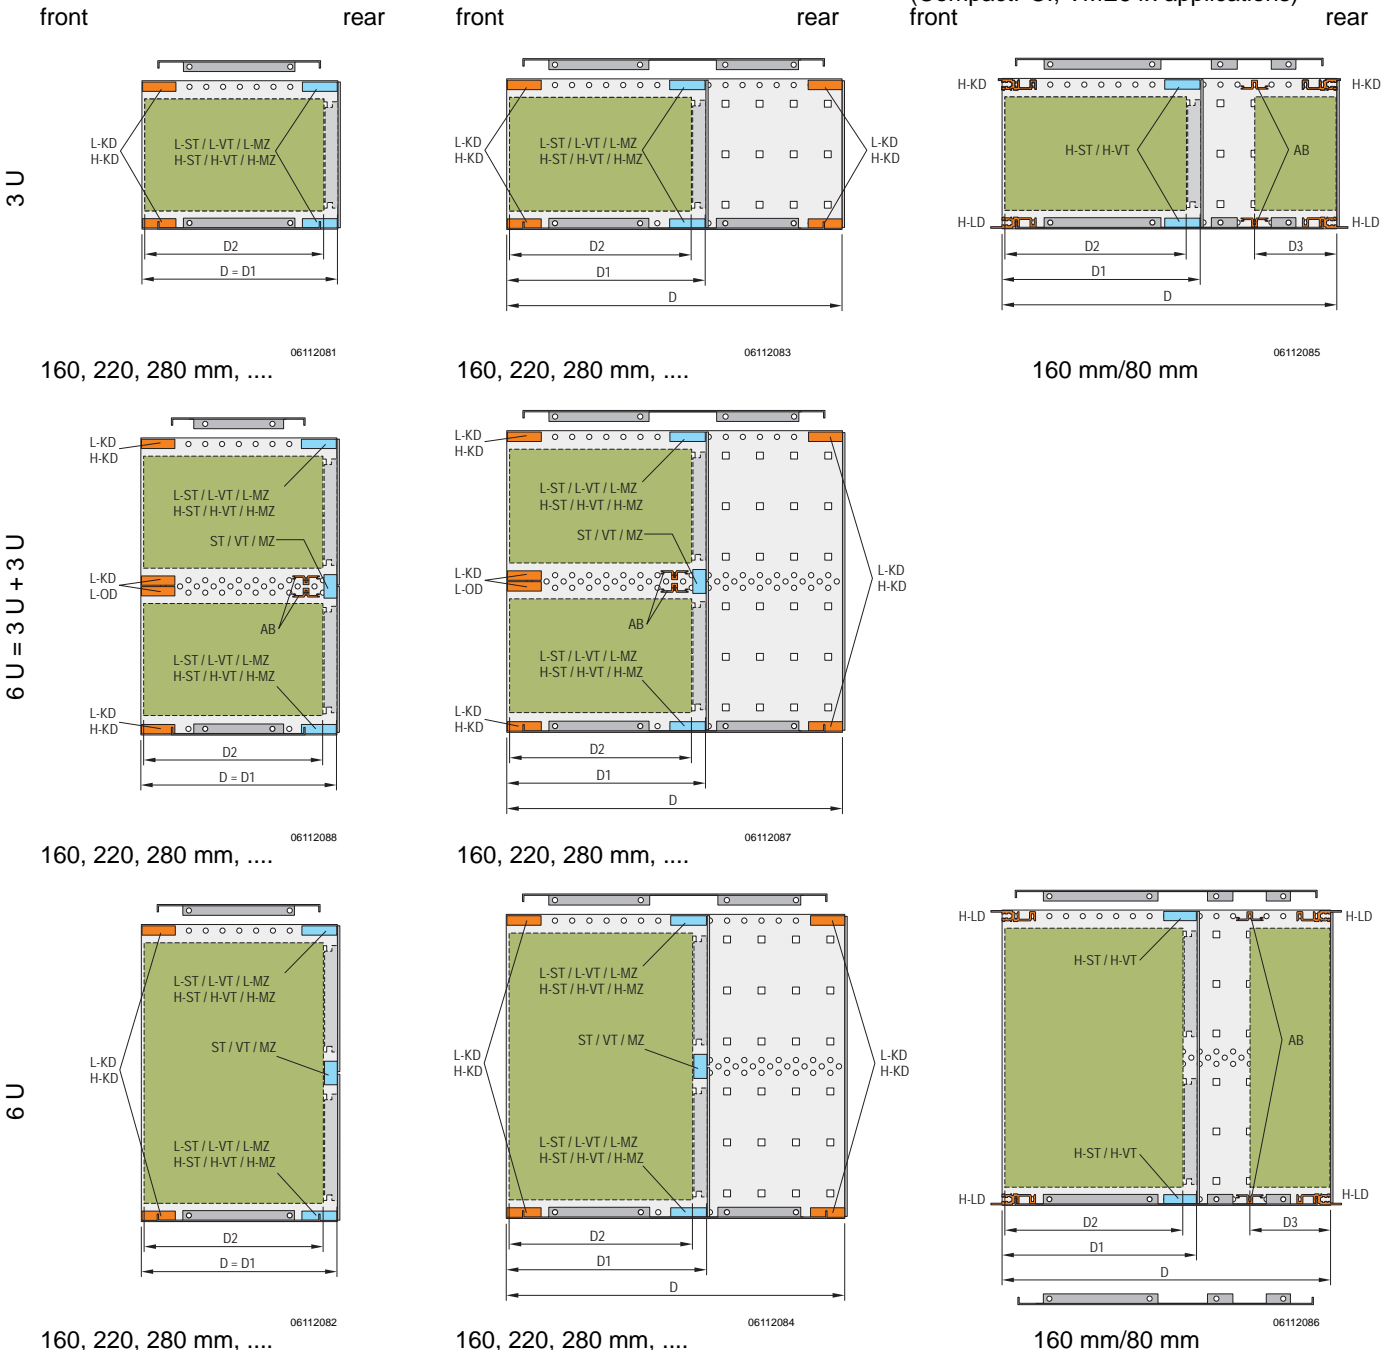 front rear front rear front rear
3 U
L-KD
H-KD
L-ST / L-VT / L-MZ
H-ST / H-VT / H-MZ
D2
D = D1
06112081
160, 220, 280 mm, ....
L-KD
H-KD
L-ST / L-VT / L-MZ
H-ST / H-VT / H-MZ
L-KD
H-KD
D2
D1
D
06112083
160, 220, 280 mm, ....
H-KD
H-KD
H-ST / H-VT
AB
H-LD
H-LD
D2
D3
D1
D
06112085
160 mm/80 mm
6 U = 3 U + 3 U
L-KD
H-KD
L-ST / L-VT / L-MZ
H-ST / H-VT / H-MZ
ST / VT / MZ
L-KD
L-OD
AB
L-ST / L-VT / L-MZ
H-ST / H-VT / H-MZ
L-KD
H-KD
D2
D = D1
06112088
160, 220, 280 mm, ....
L-KD
H-KD
L-ST / L-VT / L-MZ
H-ST / H-VT / H-MZ
ST / VT / MZ
L-KD
L-OD
L-KD
H-KD
AB
L-ST / L-VT / L-MZ
H-ST / H-VT / H-MZ
L-KD
H-KD
D2
D1
D
06112087
160, 220, 280 mm, ....
6 U
L-ST / L-VT / L-MZ
H-ST / H-VT / H-MZ
ST / VT / MZ
L-KD
H-KD
L-ST / L-VT / L-MZ
H-ST / H-VT / H-MZ
D2
D = D1
06112082
160, 220, 280 mm, ....
L-ST / L-VT / L-MZ
H-ST / H-VT / H-MZ
ST / VT / MZ
L-KD
H-KD
L-KD
H-KD
L-ST / L-VT / L-MZ
H-ST / H-VT / H-MZ
D2
D1
D
06112084
160, 220, 280 mm, ....
H-LD
H-LD
H-ST / H-VT
AB
H-ST / H-VT
H-LD
H-LD
D2
D3
D1
D
06112086
160 mm/80 mm